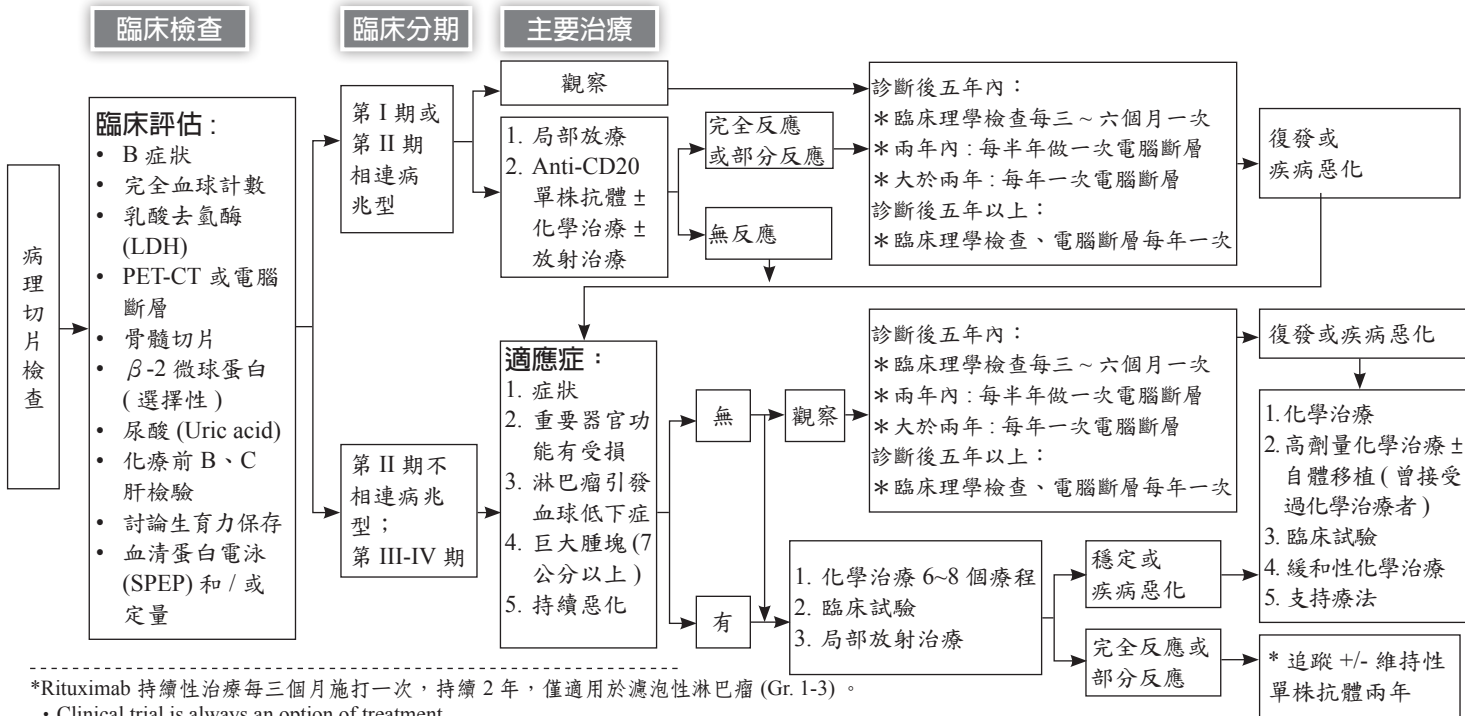 臨床檢查
臨床分期
主要治療
病
理
切
片
檢
查
臨床評估：
• B 症狀
• 完全血球計數
• 乳酸去氫酶
(LDH)
• PET-CT 或電腦
斷層
• 骨髓切片
• β-2 微球蛋白
( 選擇性 )
• 尿酸 (Uric acid)
• 化療前 B、C
肝檢驗
• 討論生育力保存
• 血清蛋白電泳
(SPEP) 和 / 或
定量
第 I 期或
第 II 期
相連病
兆型
觀察
1. 局部放療
2. Anti-CD20
單株抗體 ±
化學治療 ±
放射治療
完全反應
或部分反應
無反應
診斷後五年內：
＊臨床理學檢查每三 ~ 六個月一次
＊兩年內 : 每半年做一次電腦斷層
＊大於兩年 : 每年一次電腦斷層
診斷後五年以上：
＊臨床理學檢查、電腦斷層每年一次
復發或
疾病惡化
第 II 期不
相連病兆
型；
第 III-IV 期
適應症：
1. 症狀
2. 重要器官功
能有受損
3. 淋巴瘤引發
血球低下症
4. 巨大腫塊 (7
公分以上 )
5. 持續惡化
無
觀察
有
診斷後五年內：
＊臨床理學檢查每三 ~ 六個月一次
＊兩年內 : 每半年做一次電腦斷層
＊大於兩年 : 每年一次電腦斷層
診斷後五年以上：
＊臨床理學檢查、電腦斷層每年一次
復發或疾病惡化
1. 化學治療 6~8 個療程
2. 臨床試驗
3. 局部放射治療
穩定或
疾病惡化
完全反應或
部分反應
1.化學治療
2.高劑量化學治療 ±
自體移植 ( 曾接受
過化學治療者 )
3.臨床試驗
4.緩和性化學治療
5. 支持療法
* 追蹤 +/- 維持性
單株抗體兩年
*Rituximab 持續性治療每三個月施打一次，持續 2 年，僅適用於濾泡性淋巴瘤 (Gr. 1-3) 。
• Clinical trial is always an option of treatment